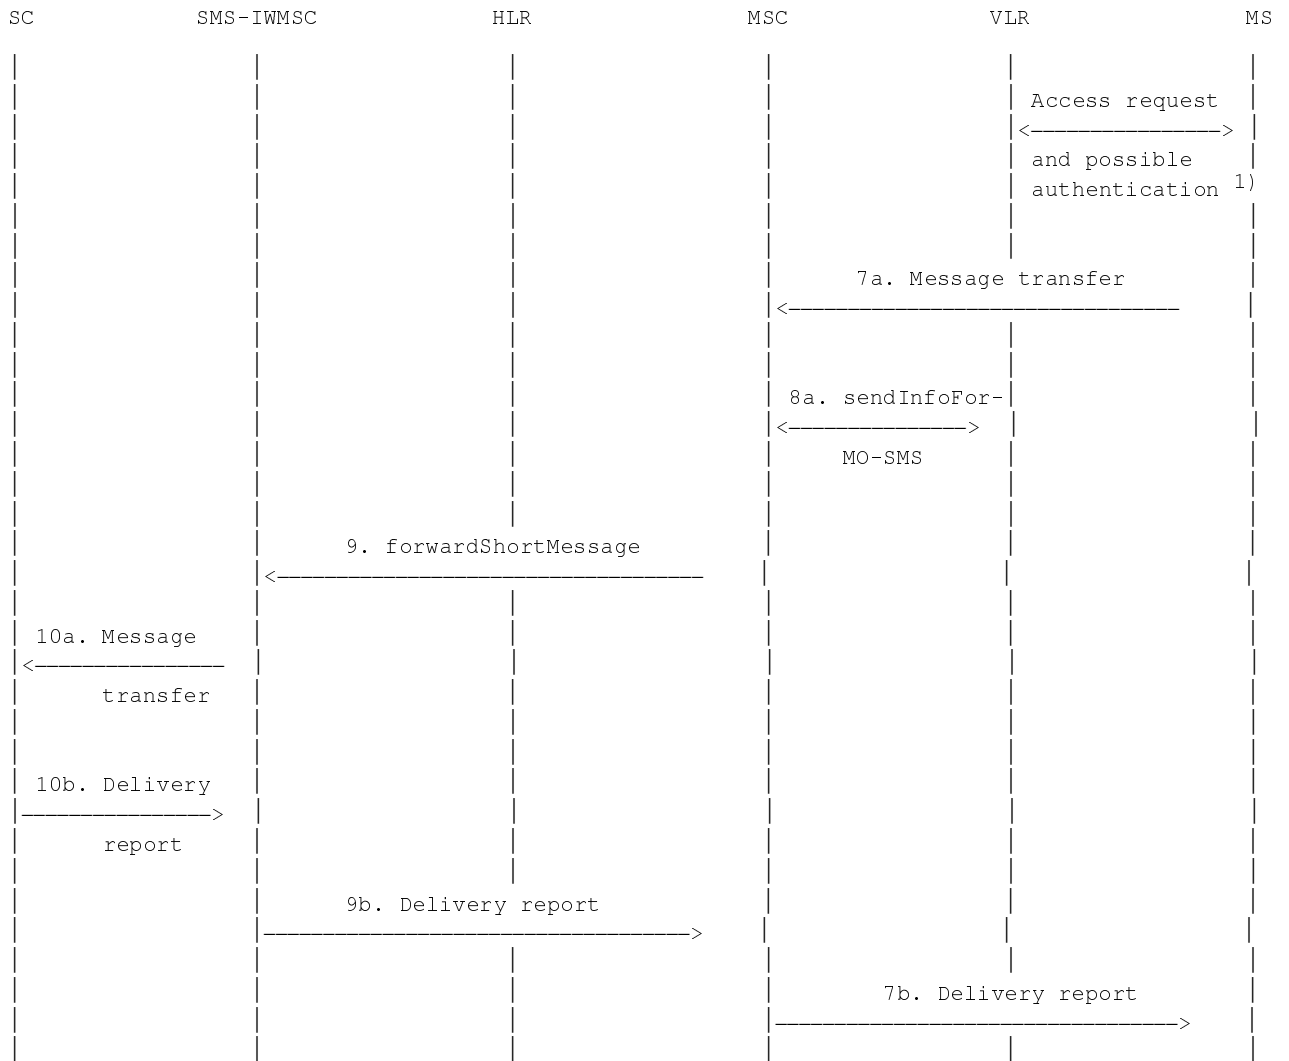 SC SMS-IWMSC HLR MSC VLR MS
Access request
and possible
authentication 1)
7a. Message transfer
8a. sendInfoFor-
MO-SMS
9. forwardShortMessage
10a. Message
transfer
10b. Delivery
report
9b. Delivery report
7b. Delivery report